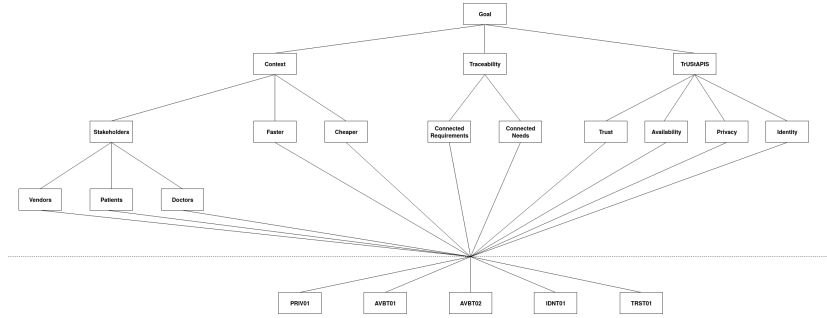 Goal
Context
Traceability
TrUStAPIS
Stakeholders
Faster
Cheaper
Connected
Requirements
Connected
Needs
Trust
Availability
Privacy
Identity
Vendors
Patients
Doctors
PRIV01
AVBT01
AVBT02
IDNT01
TRST01